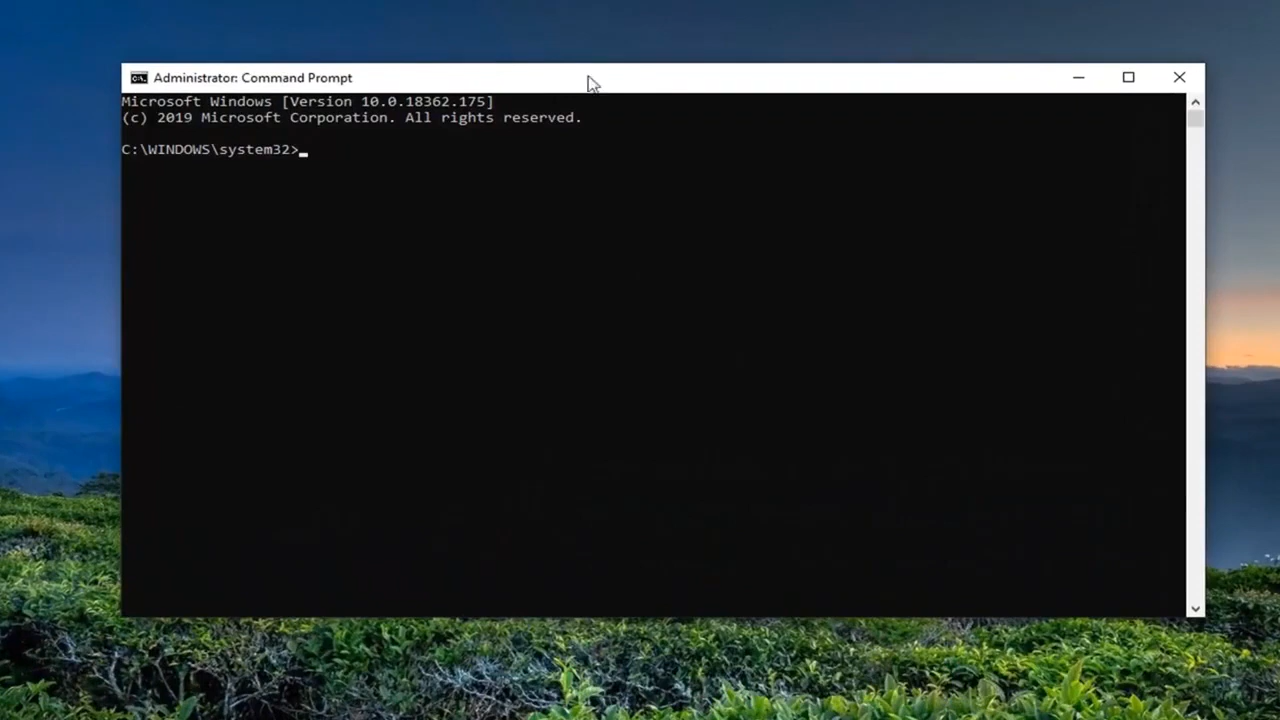 Administrator: Command Prompt
Microsoft Windows [Version 10.0.18362.175]
(c) 2019 Microsoft Corporation. All rights reserved.
C:\WINDOWS\system32>